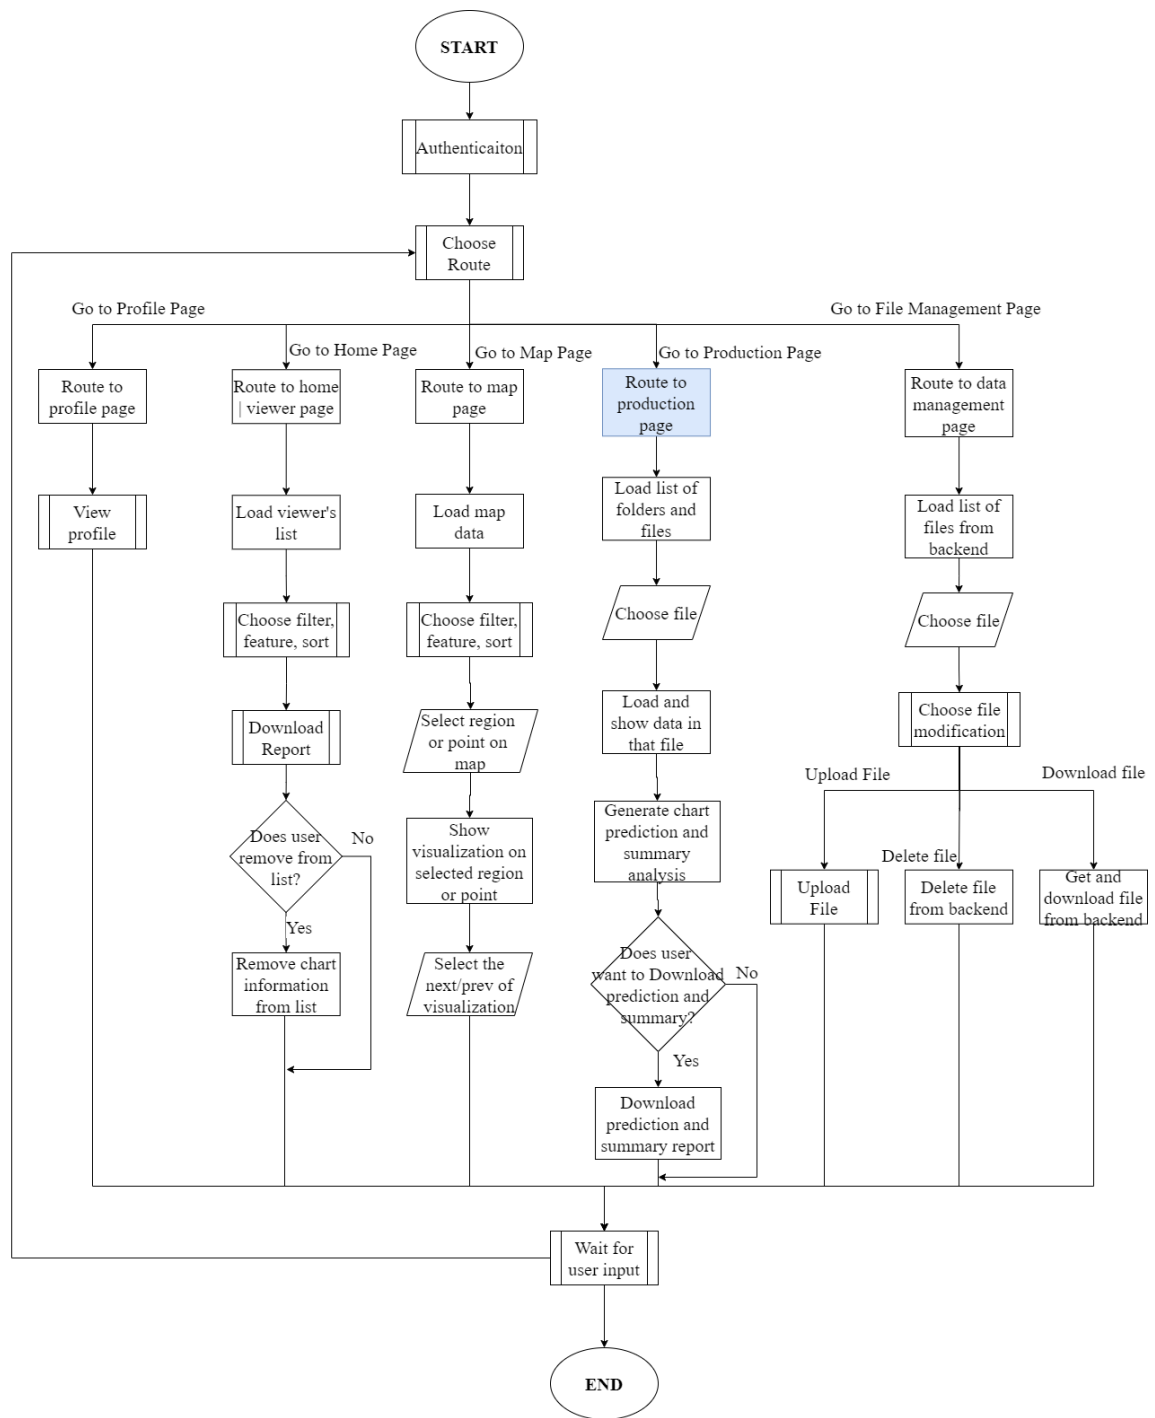 START
Authenticaiton
Choose
Route
Go to Profile Page
Go to File Management Page
Go to Home Page
Go to Map Page
Go to Production Page
Route to
profile page
Route to home
| viewer page
Route to map
page
Route to
production
page
Route to data
management
page
View
profile
Load viewer's
list
Load map
data
Load list of
folders and
files
Load list of
files from
backend
Choose filter,
feature, sort
Choose filter,
feature, sort
Choose file
Choose file
Download
Report
Select region
or point on
map
Load and
show data in
that file
Choose file
modification
Upload File
Download file
Delete file
Does user
remove from
list?
No
Yes
Show
visualization on
selected region
or point
Generate chart
prediction and
summary
analysis
Upload
File
Delete file
from backend
Get and
download file
from backend
Remove chart
information
from list
Select the
next/prev of
visualization
Does user
want to Download
prediction and
summary?
No
Yes
Download
prediction and
summary report
Wait for
user input
END